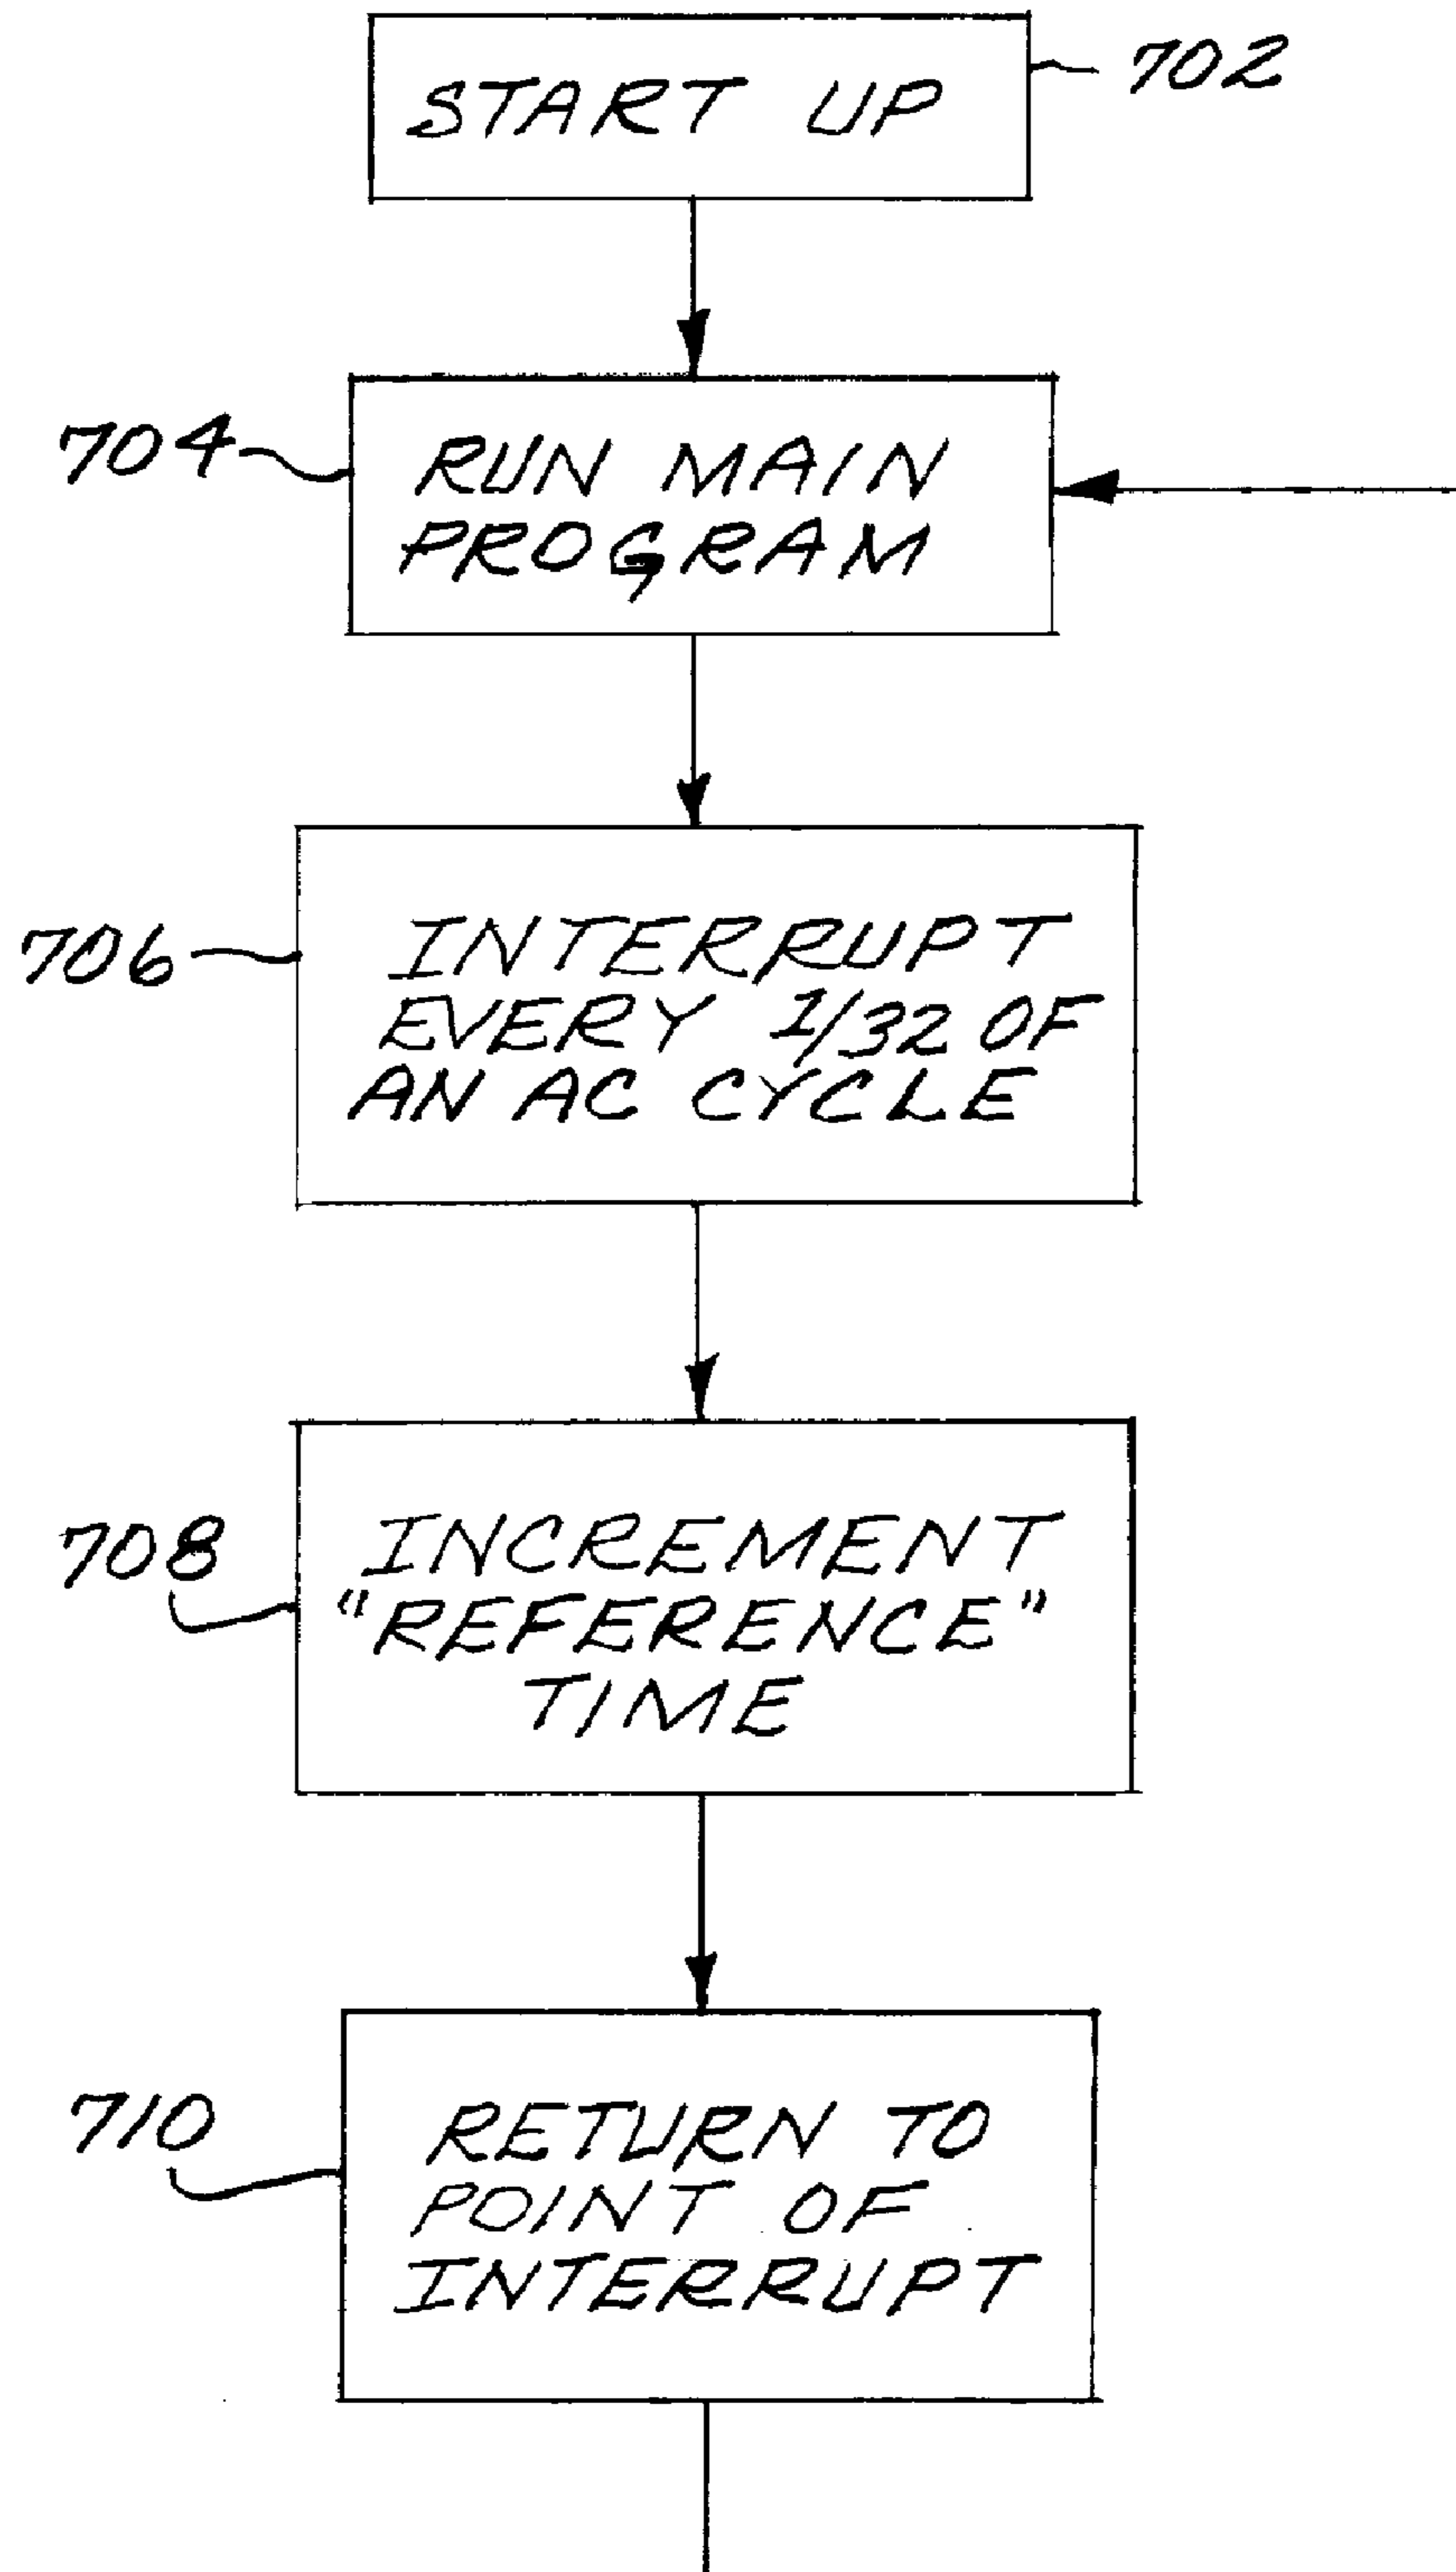 START UP
702
704
RUN MAIN
PROGRAM
706
INTERRUPT
EVERY 1/32 OF
AN AC CYCLE
708
INCREMENT
"REFERENCE"
TIME
710
RETURN TO
POINT OF
INTERRUPT